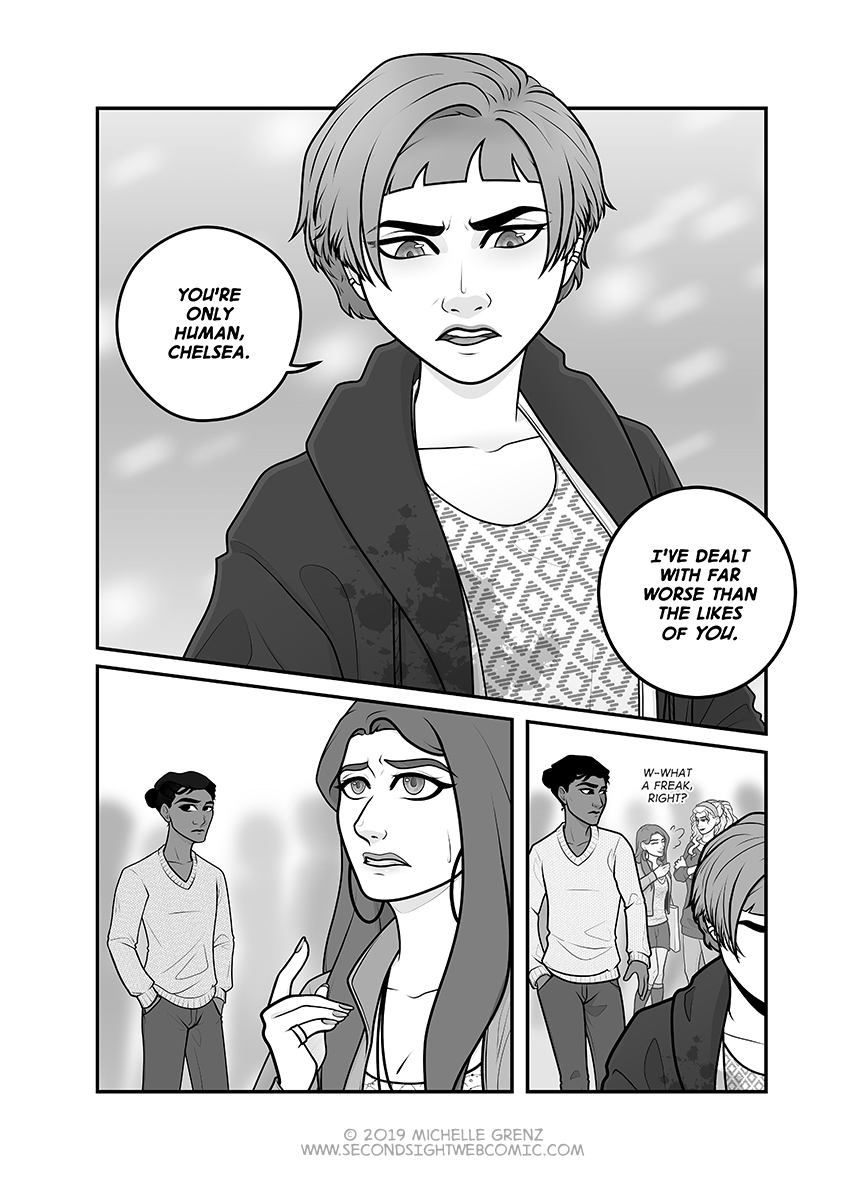 YOU'RE
ONLY
HUMAN,
CHELSEA.
I'VE DEALT
WITH FAR
WORSE THAN
THE LIKES
OF YOU.
W-WHAT
A FREAK,
RIGHT?
© 2019 MICHELLE GRENZ
WWW.SECONDSIGHTWEBCOMIC.COM